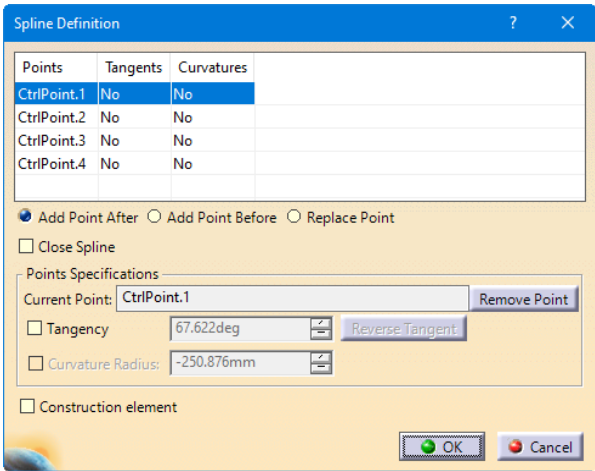 Spline Definition ? ×
Points Tangents Curvatures
CtrlPoint.1 No No
CtrlPoint.2 No No
CtrlPoint.3 No No
CtrlPoint.4 No No
Add Point After Add Point Before Replace Point
Close Spline
Points Specifications
Current Point: CtrlPoint.1 Remove Point
Tangency 67.622deg Reverse Tangent
Curvature Radius: -250.876mm
Construction element
OK Cancel